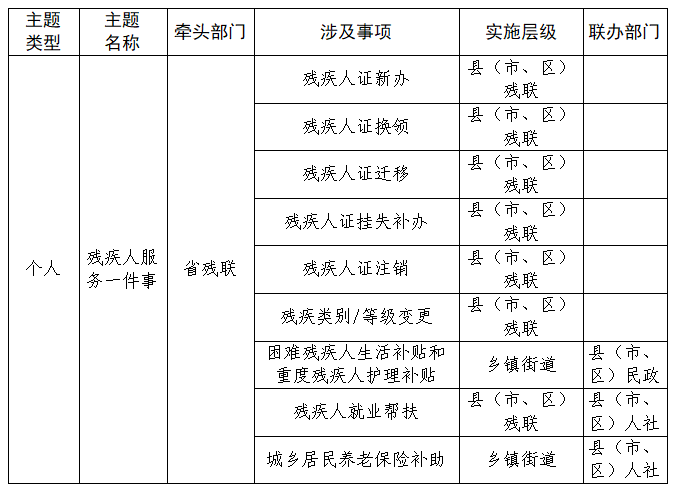 主题
类型
主题
名称
牵头部门
涉及事项
实施层级
联办部门
个人
残疾人服
务一件事
省残联
残疾人证新办
县（市、区）
残联
残疾人证换领
县（市、区）
残联
残疾人证迁移
县（市、区）
残联
残疾人证挂失补办
县（市、区）
残联
残疾人证注销
县（市、区）
残联
残疾类别/等级变更
县（市、区）
残联
困难残疾人生活补贴和
重度残疾人护理补贴
乡镇街道
县（市、
区）民政
残疾人就业帮扶
县（市、区）
残联
县（市、
区）人社
城乡居民养老保险补助
乡镇街道
县（市、
区）人社